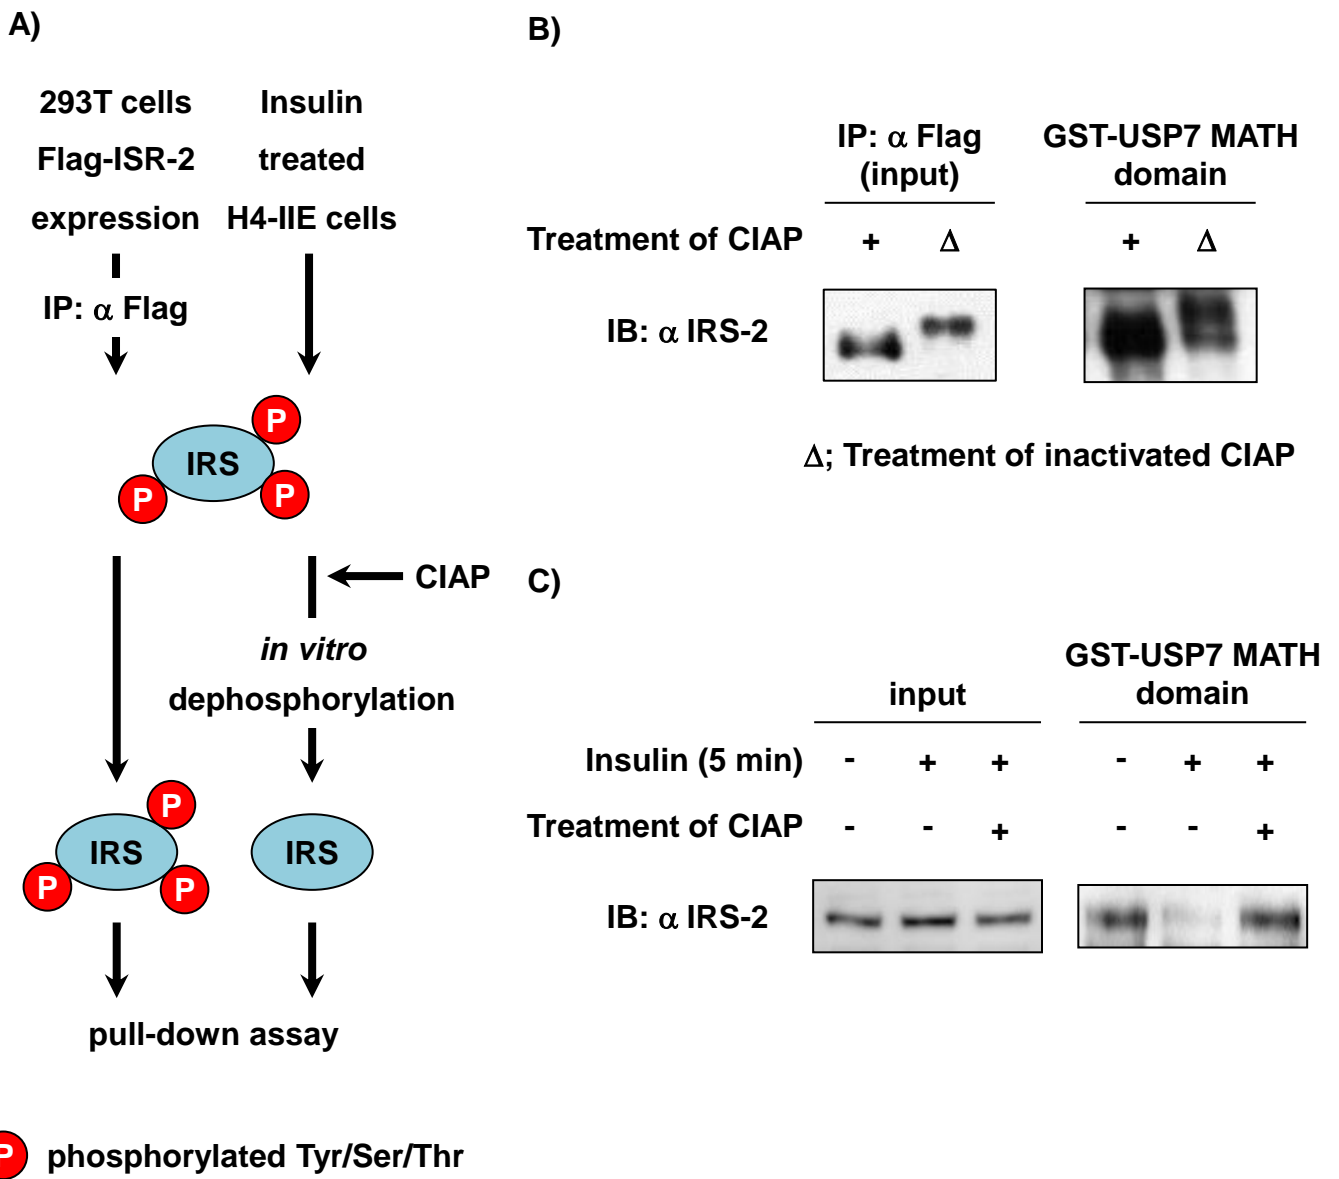 A)
293T cells
Flag-ISR-2
expression
Insulin
treated
H4-IIE cells
IP: α Flag
P
IRS
P
P
CIAP
in vitro
dephosphorylation
P
IRS
P
P
IRS
pull-down assay
P phosphorylated Tyr/Ser/Thr
B)
IP: α Flag
(input)
GST-USP7 MATH
domain
Treatment of CIAP + Δ + Δ
IB: α IRS-2
Δ; Treatment of inactivated CIAP
C)
input
GST-USP7 MATH
domain
Insulin (5 min) - + + - + +
Treatment of CIAP - - + - - +
IB: α IRS-2